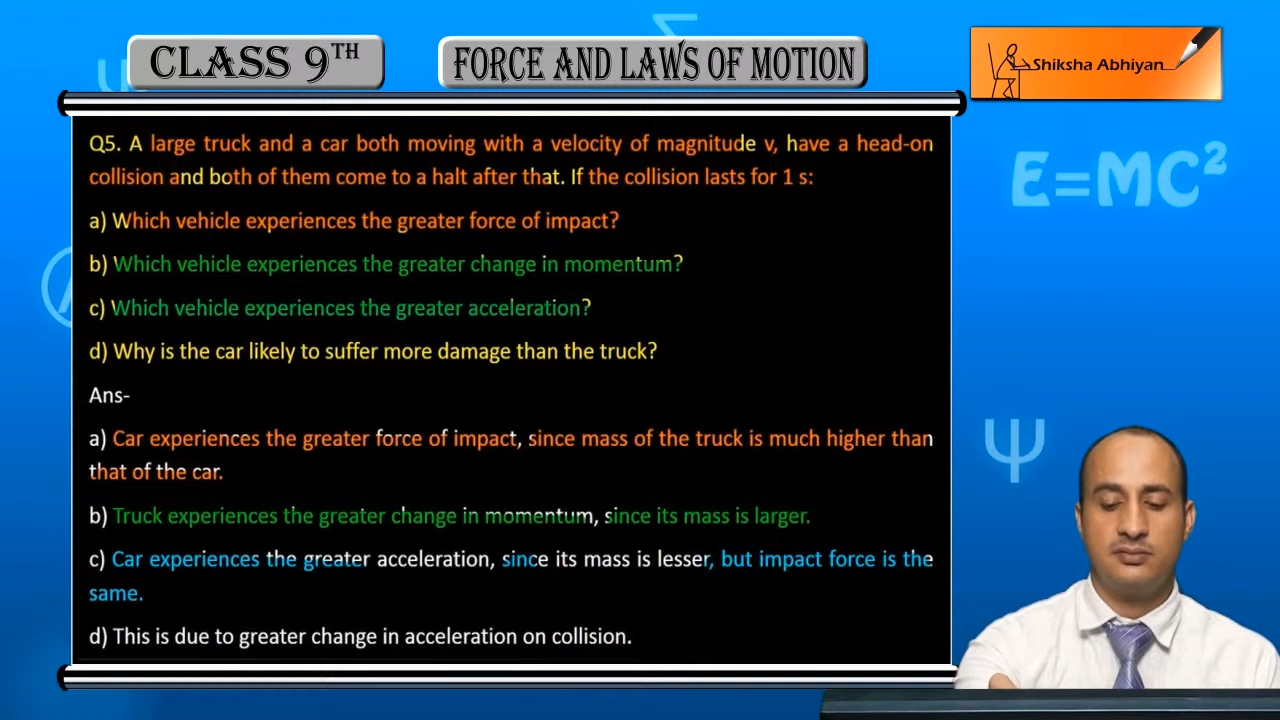 CLASS 9TH
FORCE AND LAWS OF MOTION
Shiksha Abhiyan
Q5. A large truck and a car both moving with a velocity of magnitude v, have a head-on
collision and both of them come to a halt after that. If the collision lasts for 1 s:
a) Which vehicle experiences the greater force of impact?
b) Which vehicle experiences the greater change in momentum?
c) Which vehicle experiences the greater acceleration?
d) Why is the car likely to suffer more damage than the truck?
Ans-
a) Car experiences the greater force of impact, since mass of the truck is much higher than
that of the car.
b) Truck experiences the greater change in momentum, since its mass is larger.
c) Car experiences the greater acceleration, since its mass is lesser, but impact force is the
same.
d) This is due to greater change in acceleration on collision.
E=MC²
Ψ